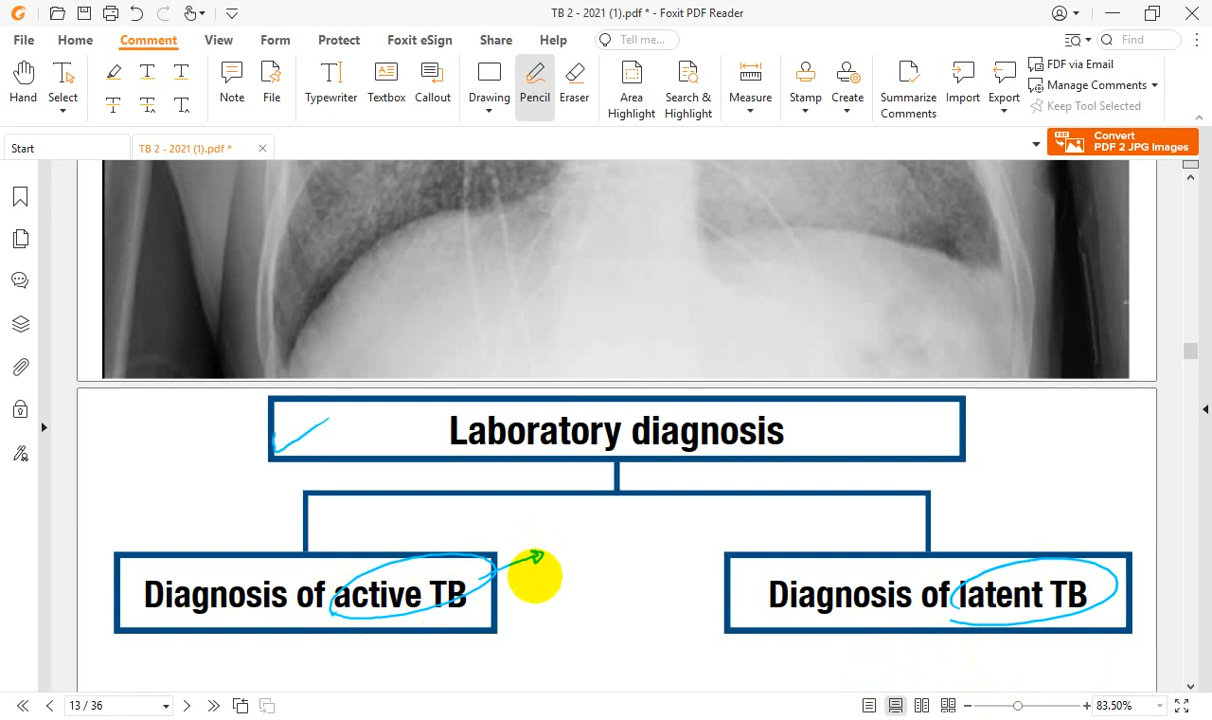 TB 2 - 2021 (1).pdf * - Foxit PDF Reader
File Home Comment View Form Protect Foxit eSign Share Help Tell me... Find
Hand Select Note File Typewriter Textbox Callout Drawing Pencil Eraser Area Highlight Search & Highlight Measure Stamp Create Summarize Comments Import Export
FDF via Email
Manage Comments
Keep Tool Selected
Start TB 2 - 2021 (1).pdf *
Convert
PDF 2 JPG Images
Laboratory diagnosis
Diagnosis of active TB Diagnosis of latent TB
13 / 36 83.50%